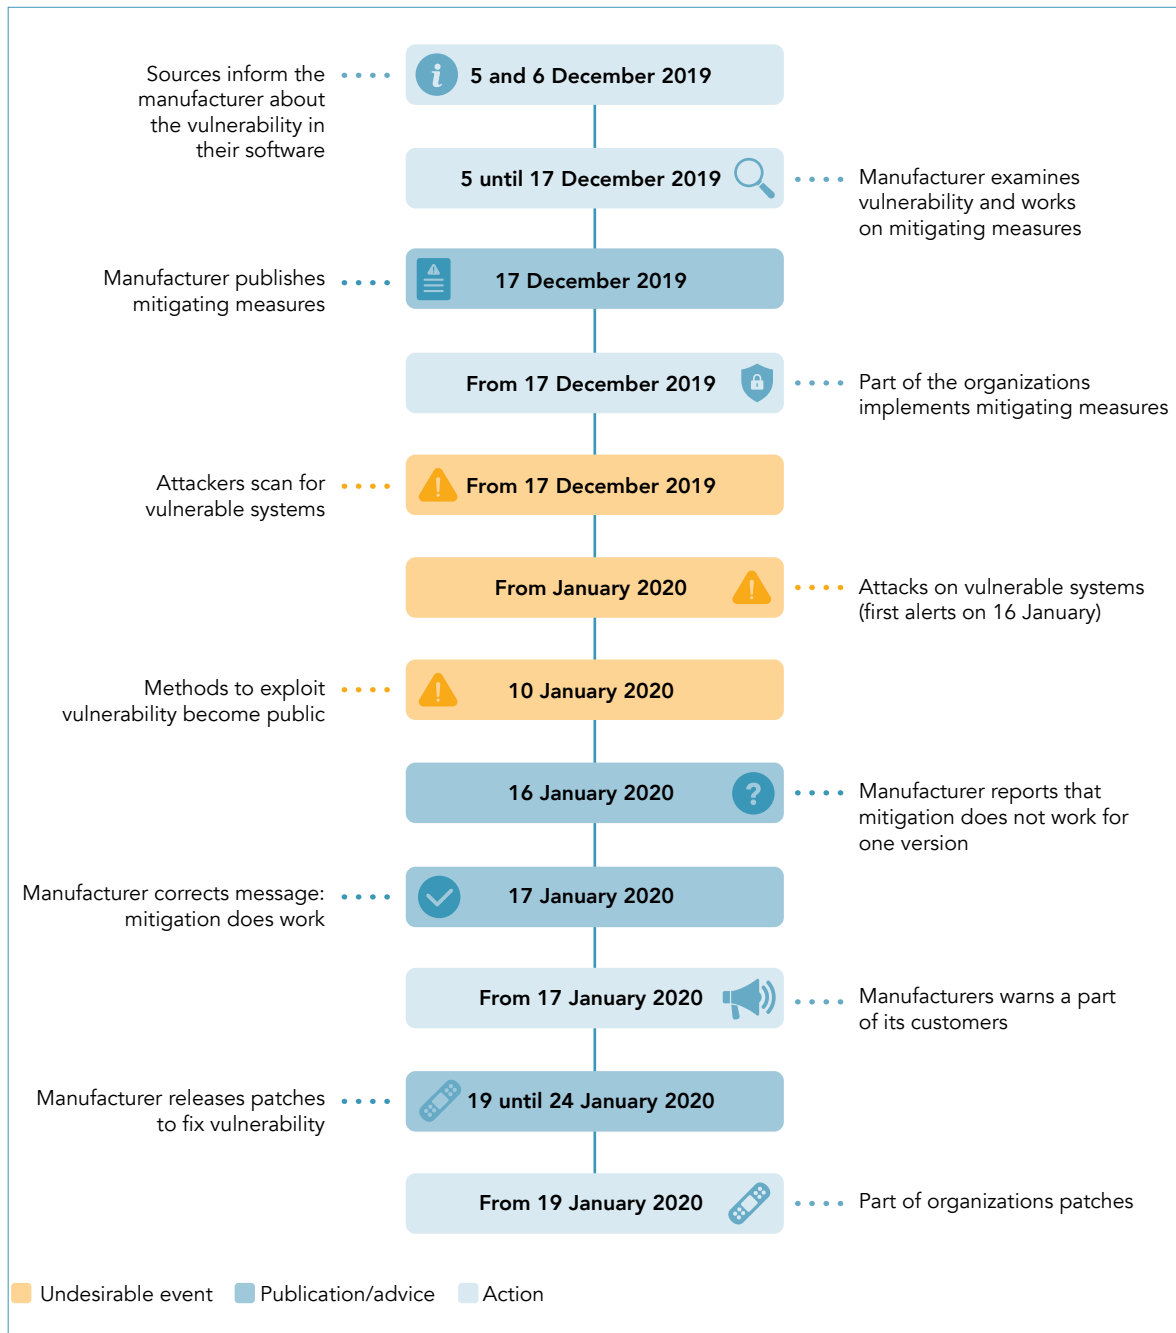 Sources inform the
manufacturer about
the vulnerability in
their software
5 and 6 December 2019
5 until 17 December 2019
Manufacturer examines
vulnerability and works
on mitigating measures
Manufacturer publishes
mitigating measures
17 December 2019
From 17 December 2019
Part of the organizations
implements mitigating measures
Attackers scan for
vulnerable systems
From 17 December 2019
From January 2020
Attacks on vulnerable systems
(first alerts on 16 January)
Methods to exploit
vulnerability become public
10 January 2020
16 January 2020
Manufacturer reports that
mitigation does not work for
one version
Manufacturer corrects message:
mitigation does work
17 January 2020
From 17 January 2020
Manufacturers warns a part
of its customers
Manufacturer releases patches
to fix vulnerability
19 until 24 January 2020
From 19 January 2020
Part of organizations patches
Undesirable event
Publication/advice
Action